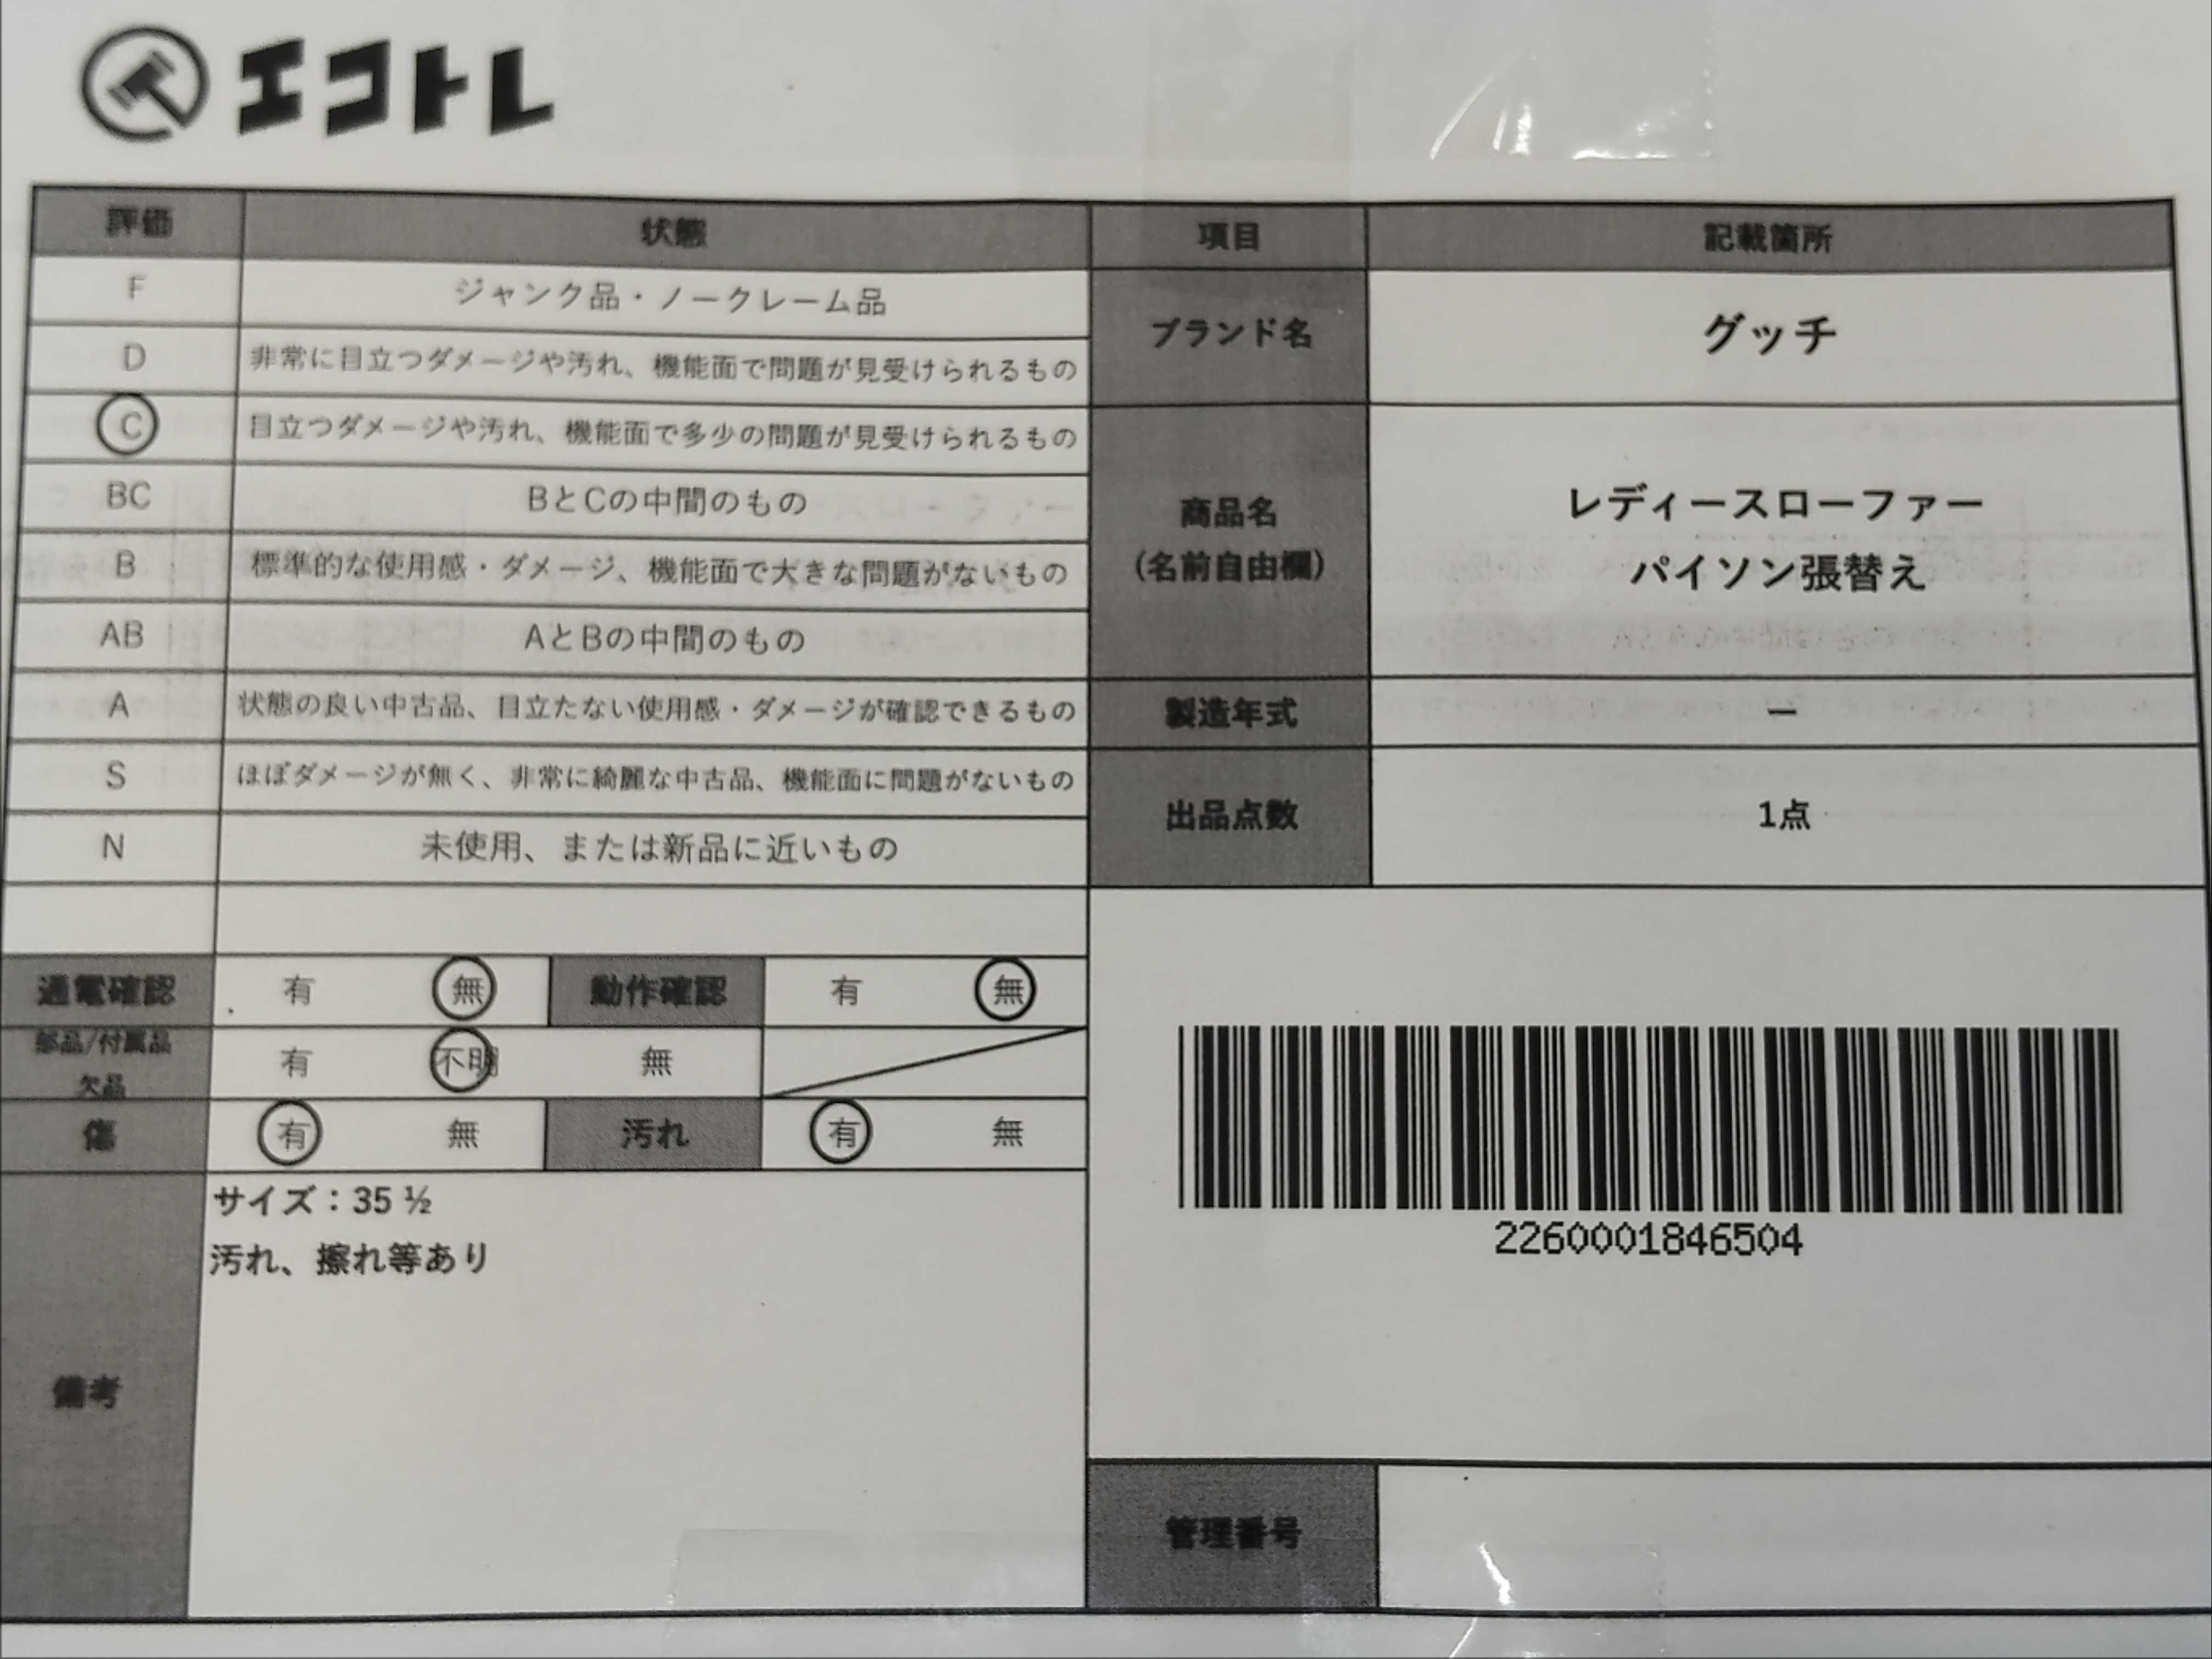 エコトレ
評価 状態 項目 記載箇所
F ジャンク品・ノークレーム品
ブランド名 グッチ
D 非常に目立つダメージや汚れ、機能面で問題が見受けられるもの
C 目立つダメージや汚れ、機能面で多少の問題が見受けられるもの
BC BとCの中間のもの
商品名
(名前自由欄)
レディースローファー
パイソン張替え
B 標準的な使用感・ダメージ、機能面で大きな問題がないもの
AB AとBの中間のもの
A 状態の良い中古品、目立たない使用感・ダメージが確認できるもの
製造年式 ー
S ほぼダメージが無く、非常に綺麗な中古品、機能面に問題がないもの
出品点数 1点
N 未使用、または新品に近いもの
通電確認 有 無 動作確認 有 無
部品/付属品
欠品
有 不明 無
傷 有 無 汚れ 有 無
備考
サイズ：35 ½
汚れ、擦れ等あり
2260001846504
管理番号